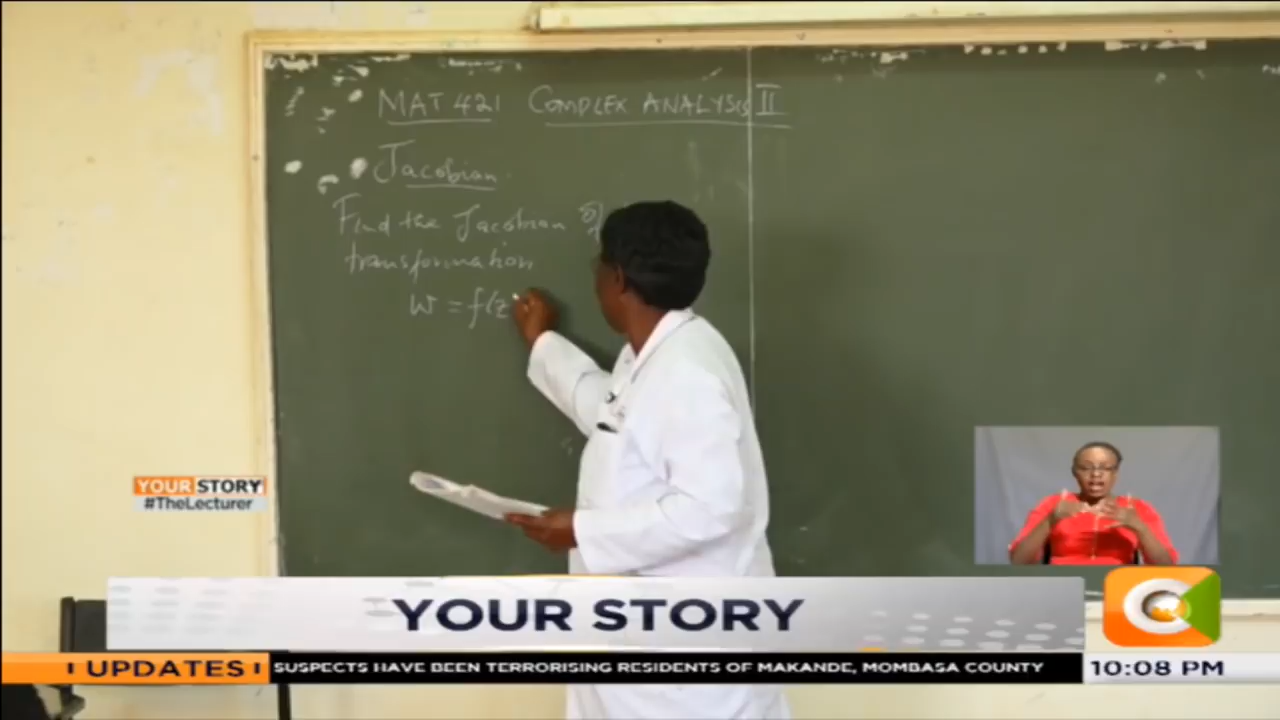 MAT 421 COMPLEX ANALYSIS II
Jacobian
Find the Jacobian of
transformation
W = f(z
YOUR STORY
#TheLecturer
YOUR STORY
UPDATES
SUSPECTS HAVE BEEN TERRORISING RESIDENTS OF MAKANDE, MOMBASA COUNTY
10:08 PM